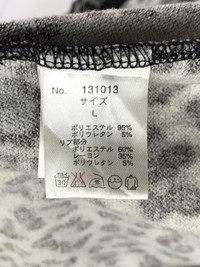 No. 131013
サイズ
L
ポリエステル 95%
ポリウレタン 5%
リブ部分
ポリエステル 60%
レーヨン 35%
ポリウレタン 5%
30